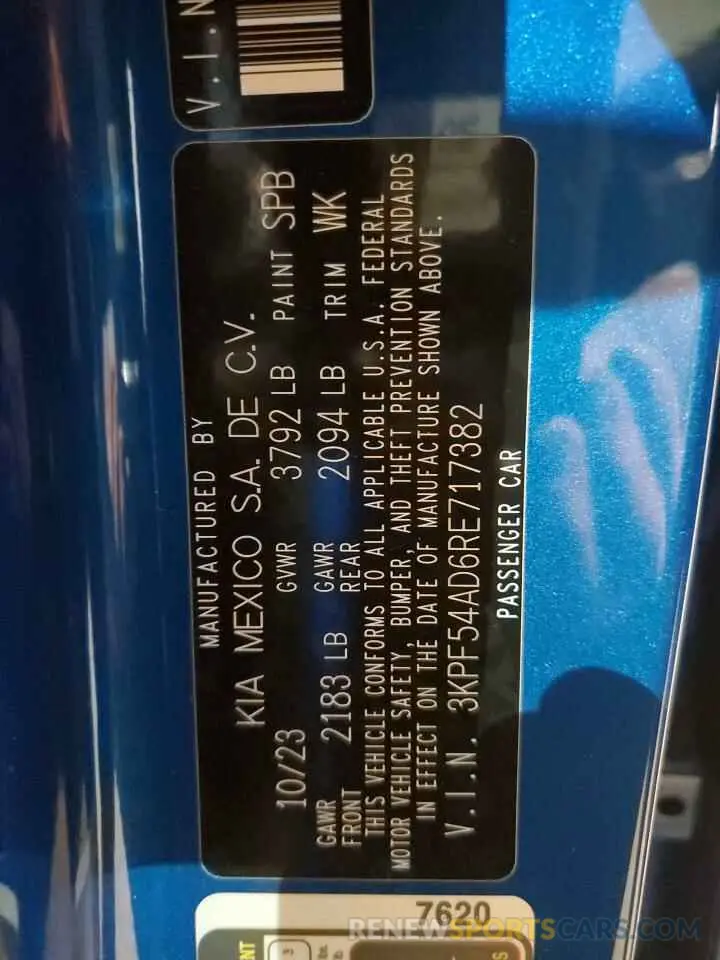 V.I.N
MANUFACTURED BY
KIA MEXICO S.A. DE C.V.
10/23 GVWR 3792 LB PAINT SPB
GAWR FRONT 2183 LB GAWR REAR 2094 LB TRIM WK
THIS VEHICLE CONFORMS TO ALL APPLICABLE U.S.A. FEDERAL
MOTOR VEHICLE SAFETY, BUMPER, AND THEFT PREVENTION STANDARDS
IN EFFECT ON THE DATE OF MANUFACTURE SHOWN ABOVE.
V.I.N. 3KPF54AD6RE717382
PASSENGER CAR
7620
RENEWSPORTSCARS.COM